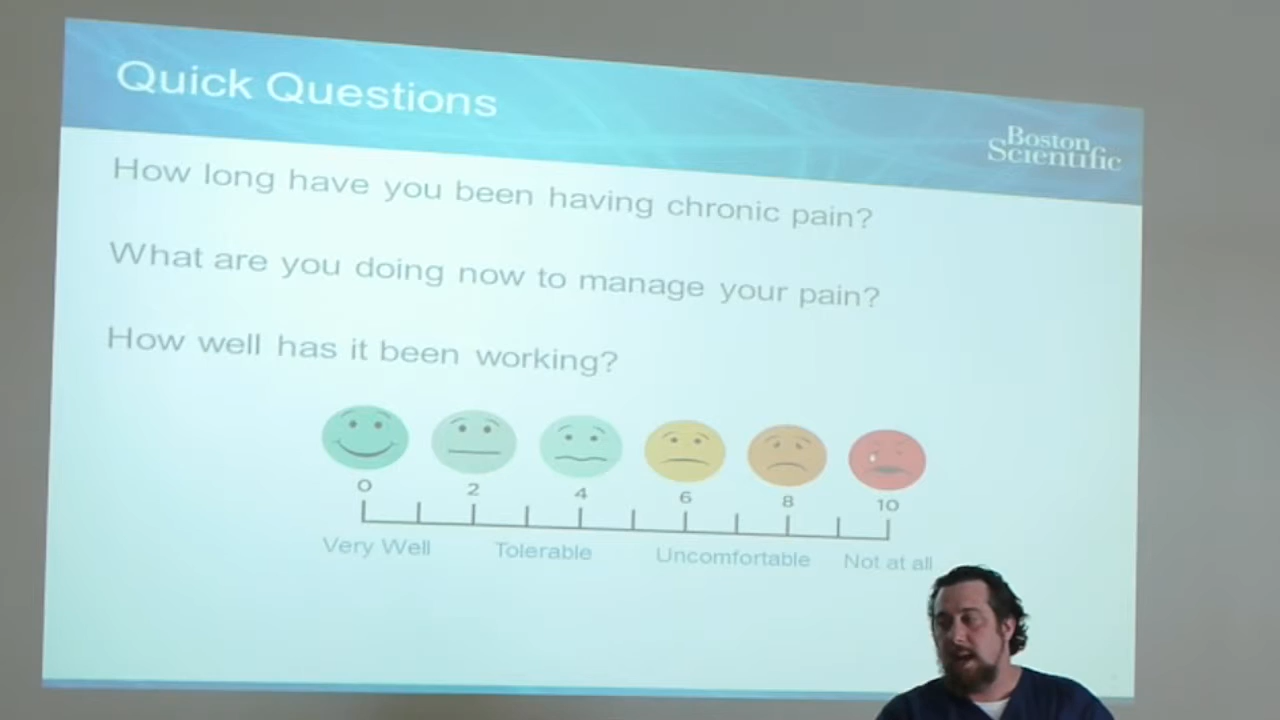 Quick Questions
Boston
Scientific
How long have you been having chronic pain?
What are you doing now to manage your pain?
How well has it been working?
0 2 4 6 8 10
Very Well Tolerable Uncomfortable Not at all